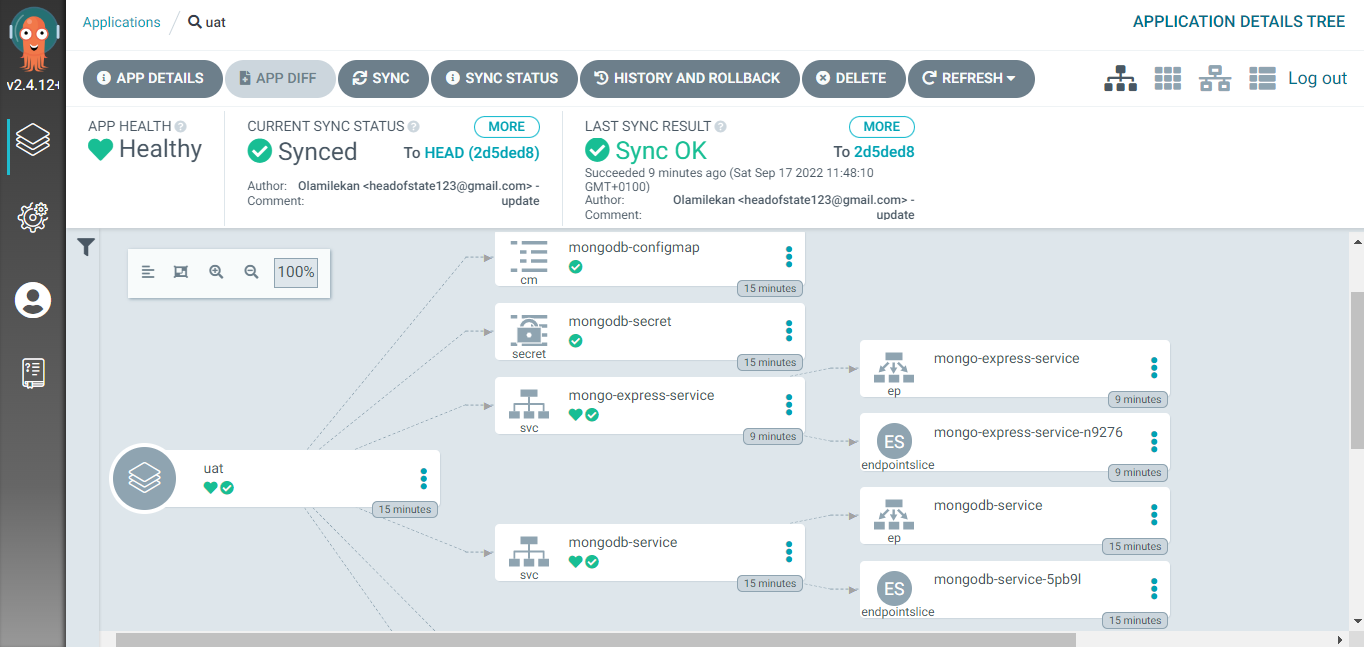 Applications
uat
APPLICATION DETAILS TREE
v2.4.12+
APP DETAILS
APP DIFF
SYNC
SYNC STATUS
HISTORY AND ROLLBACK
DELETE
REFRESH
Log out
APP HEALTH
Healthy
CURRENT SYNC STATUS
MORE
Synced
To HEAD (2d5ded8)
Author: Olamilekan <headofstate123@gmail.com> -
Comment: update
LAST SYNC RESULT
MORE
Sync OK
To 2d5ded8
Succeeded 9 minutes ago (Sat Sep 17 2022 11:48:10
GMT+0100)
Author: Olamilekan <headofstate123@gmail.com> -
Comment: update
100%
mongodb-configmap
cm
15 minutes
mongodb-secret
secret
15 minutes
mongo-express-service
svc
9 minutes
mongo-express-service
ep
9 minutes
ES
mongo-express-service-n9276
endpointslice
9 minutes
uat
15 minutes
mongodb-service
svc
15 minutes
mongodb-service
ep
15 minutes
ES
mongodb-service-5pb9l
endpointslice
15 minutes